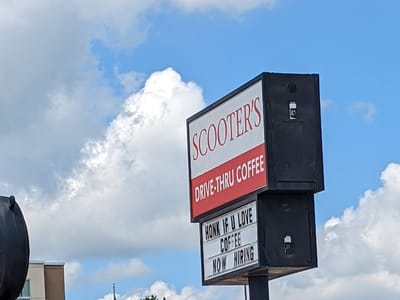 SCOOTER'S
DRIVE-THRU COFFEE
HONK IF U LOVE
COFFEE
NOW HIRING